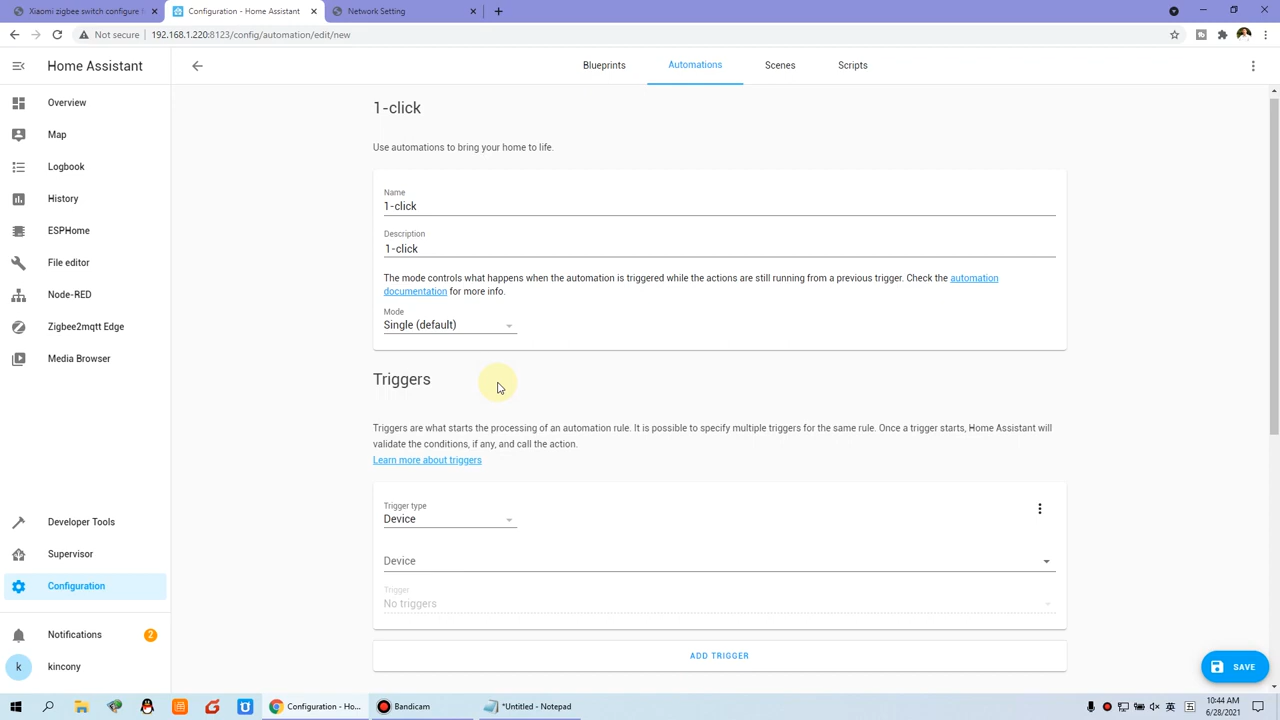 Xiaomi zigbee switch configure
Configuration - Home Assistant
Network Setting
Not secure
192.168.1.220:8123/config/automation/edit/new
Home Assistant
Blueprints
Automations
Scenes
Scripts
Overview
Map
Logbook
History
ESPHome
File editor
Node-RED
Zigbee2mqtt Edge
Media Browser
Developer Tools
Supervisor
Configuration
Notifications
2
k
kincony
1-click
Use automations to bring your home to life.
Name
1-click
Description
1-click
The mode controls what happens when the automation is triggered while the actions are still running from a previous trigger. Check the automation
documentation for more info.
Mode
Single (default)
Triggers
Triggers are what starts the processing of an automation rule. It is possible to specify multiple triggers for the same rule. Once a trigger starts, Home Assistant will
validate the conditions, if any, and call the action.
Learn more about triggers
Trigger type
Device
Device
Trigger
No triggers
ADD TRIGGER
SAVE
Configuration - Ho...
Bandicam
*Untitled - Notepad
英
10:44 AM
6/28/2021